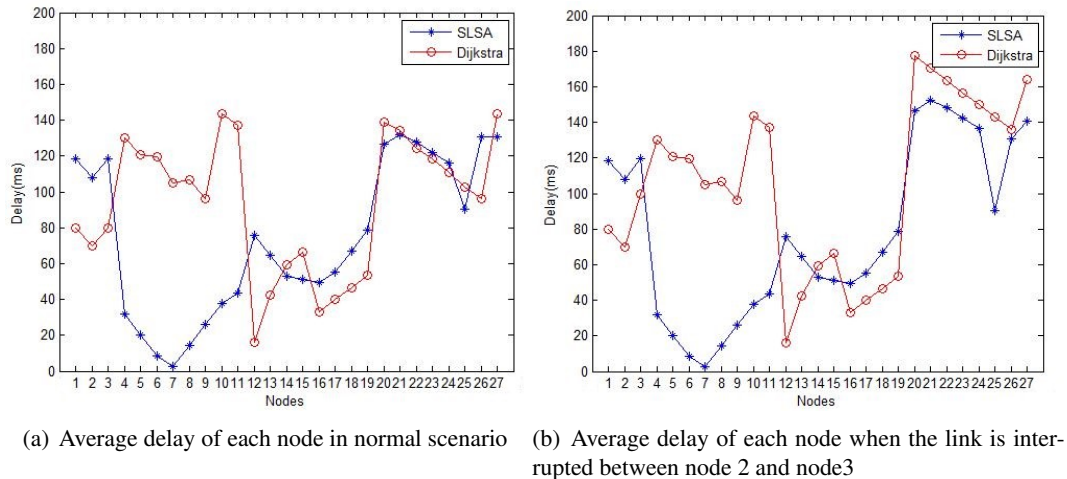 200
180
160
140
120
100
80
60
40
20
0
Delay(ms)
SLSA
Dijkstra
1 2 3 4 5 6 7 8 9 10 11 12 13 14 15 16 17 18 19 20 21 22 23 24 25 26 27
Nodes
(a) Average delay of each node in normal scenario
200
180
160
140
120
100
80
60
40
20
0
Delay(ms)
SLSA
Dijkstra
1 2 3 4 5 6 7 8 9 10 11 12 13 14 15 16 17 18 19 20 21 22 23 24 25 26 27
Nodes
(b) Average delay of each node when the link is inter-
rupted between node 2 and node3